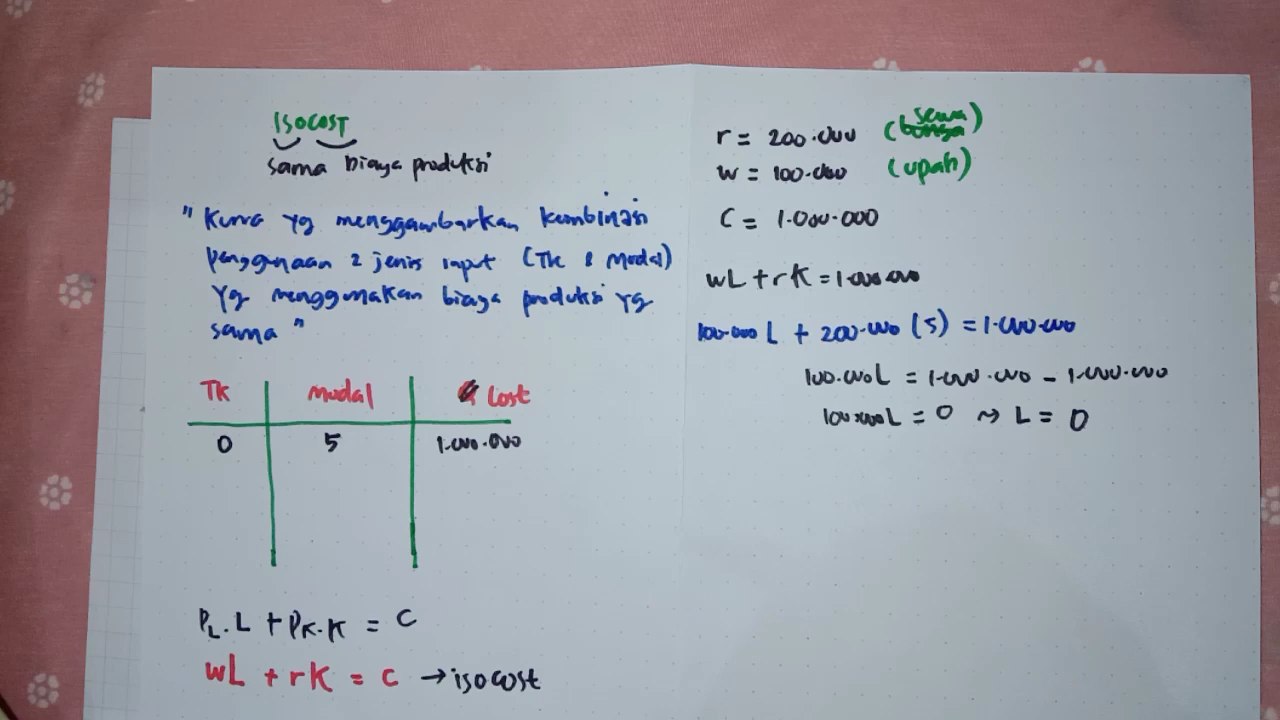 ISOCOST
sama biaya produksi
"Kurva yg menggambarkan kombinasi
penggunaan 2 jenis input (Tk & Modal)
yg menggunakan biaya produksi yg
sama"
Tk Modal Cost
0 5 1.000.000
PL.L + PK.K = C
wL + rK = C → isocost
r = 200.000 (sewa)
w = 100.000 (upah)
C = 1.000.000
wL + rK = 1.000.000
100.000 L + 200.000 (5) = 1.000.000
100.000L = 1.000.000 - 1.000.000
100.000L = 0 ~> L = 0